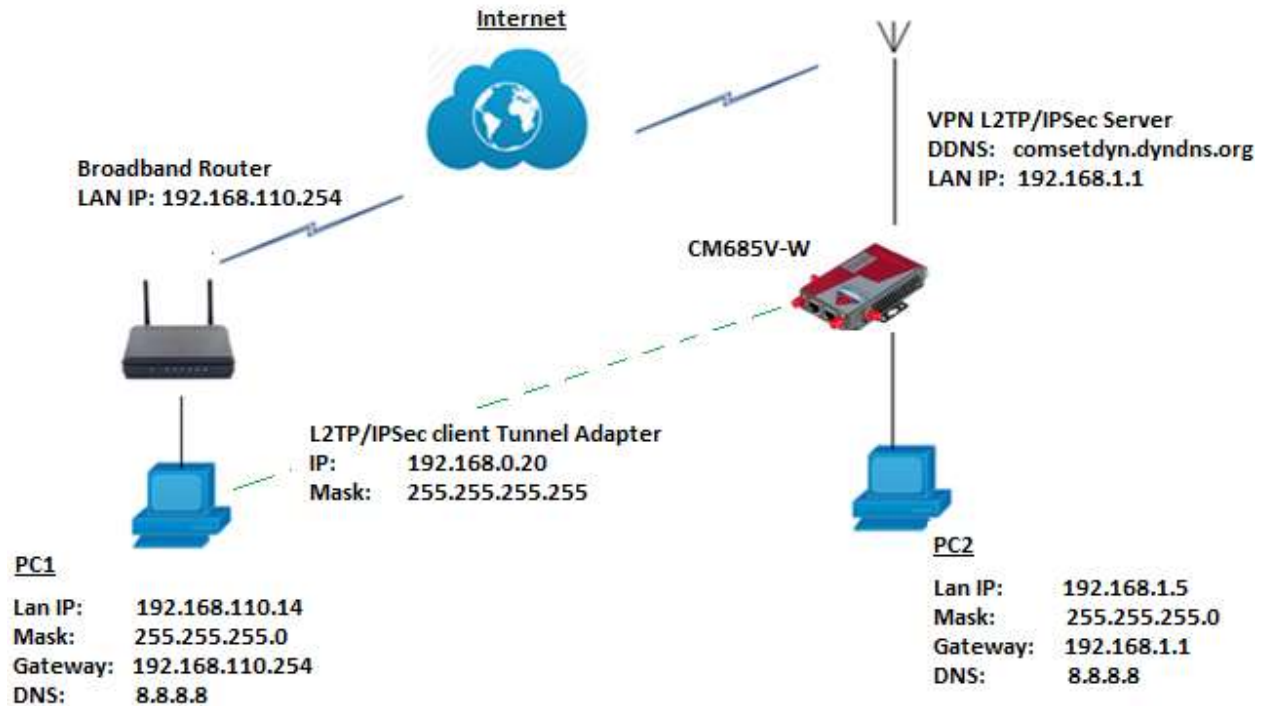 Internet
VPN L2TP/IPSec Server
DDNS: comsetdyn.dyndns.org
LAN IP: 192.168.1.1
Broadband Router
LAN IP: 192.168.110.254
CM685V-W
L2TP/IPSec client Tunnel Adapter
IP: 192.168.0.20
Mask: 255.255.255.255
PC1
Lan IP: 192.168.110.14
Mask: 255.255.255.0
Gateway: 192.168.110.254
DNS: 8.8.8.8
PC2
Lan IP: 192.168.1.5
Mask: 255.255.255.0
Gateway: 192.168.1.1
DNS: 8.8.8.8